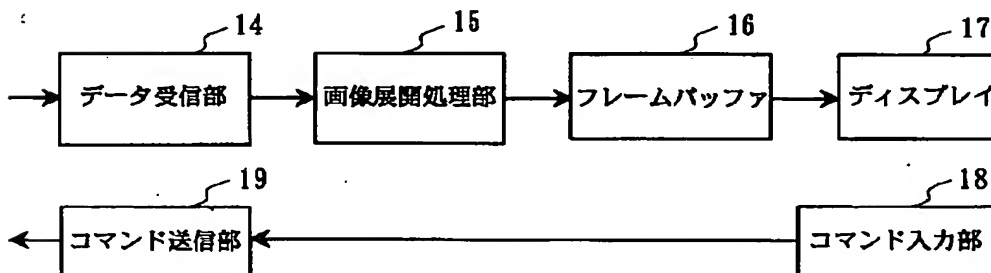 14
15
16
17
データ受信部
画像展開処理部
フレームバッファ
ディスプレイ
19
18
コマンド送信部
コマンド入力部